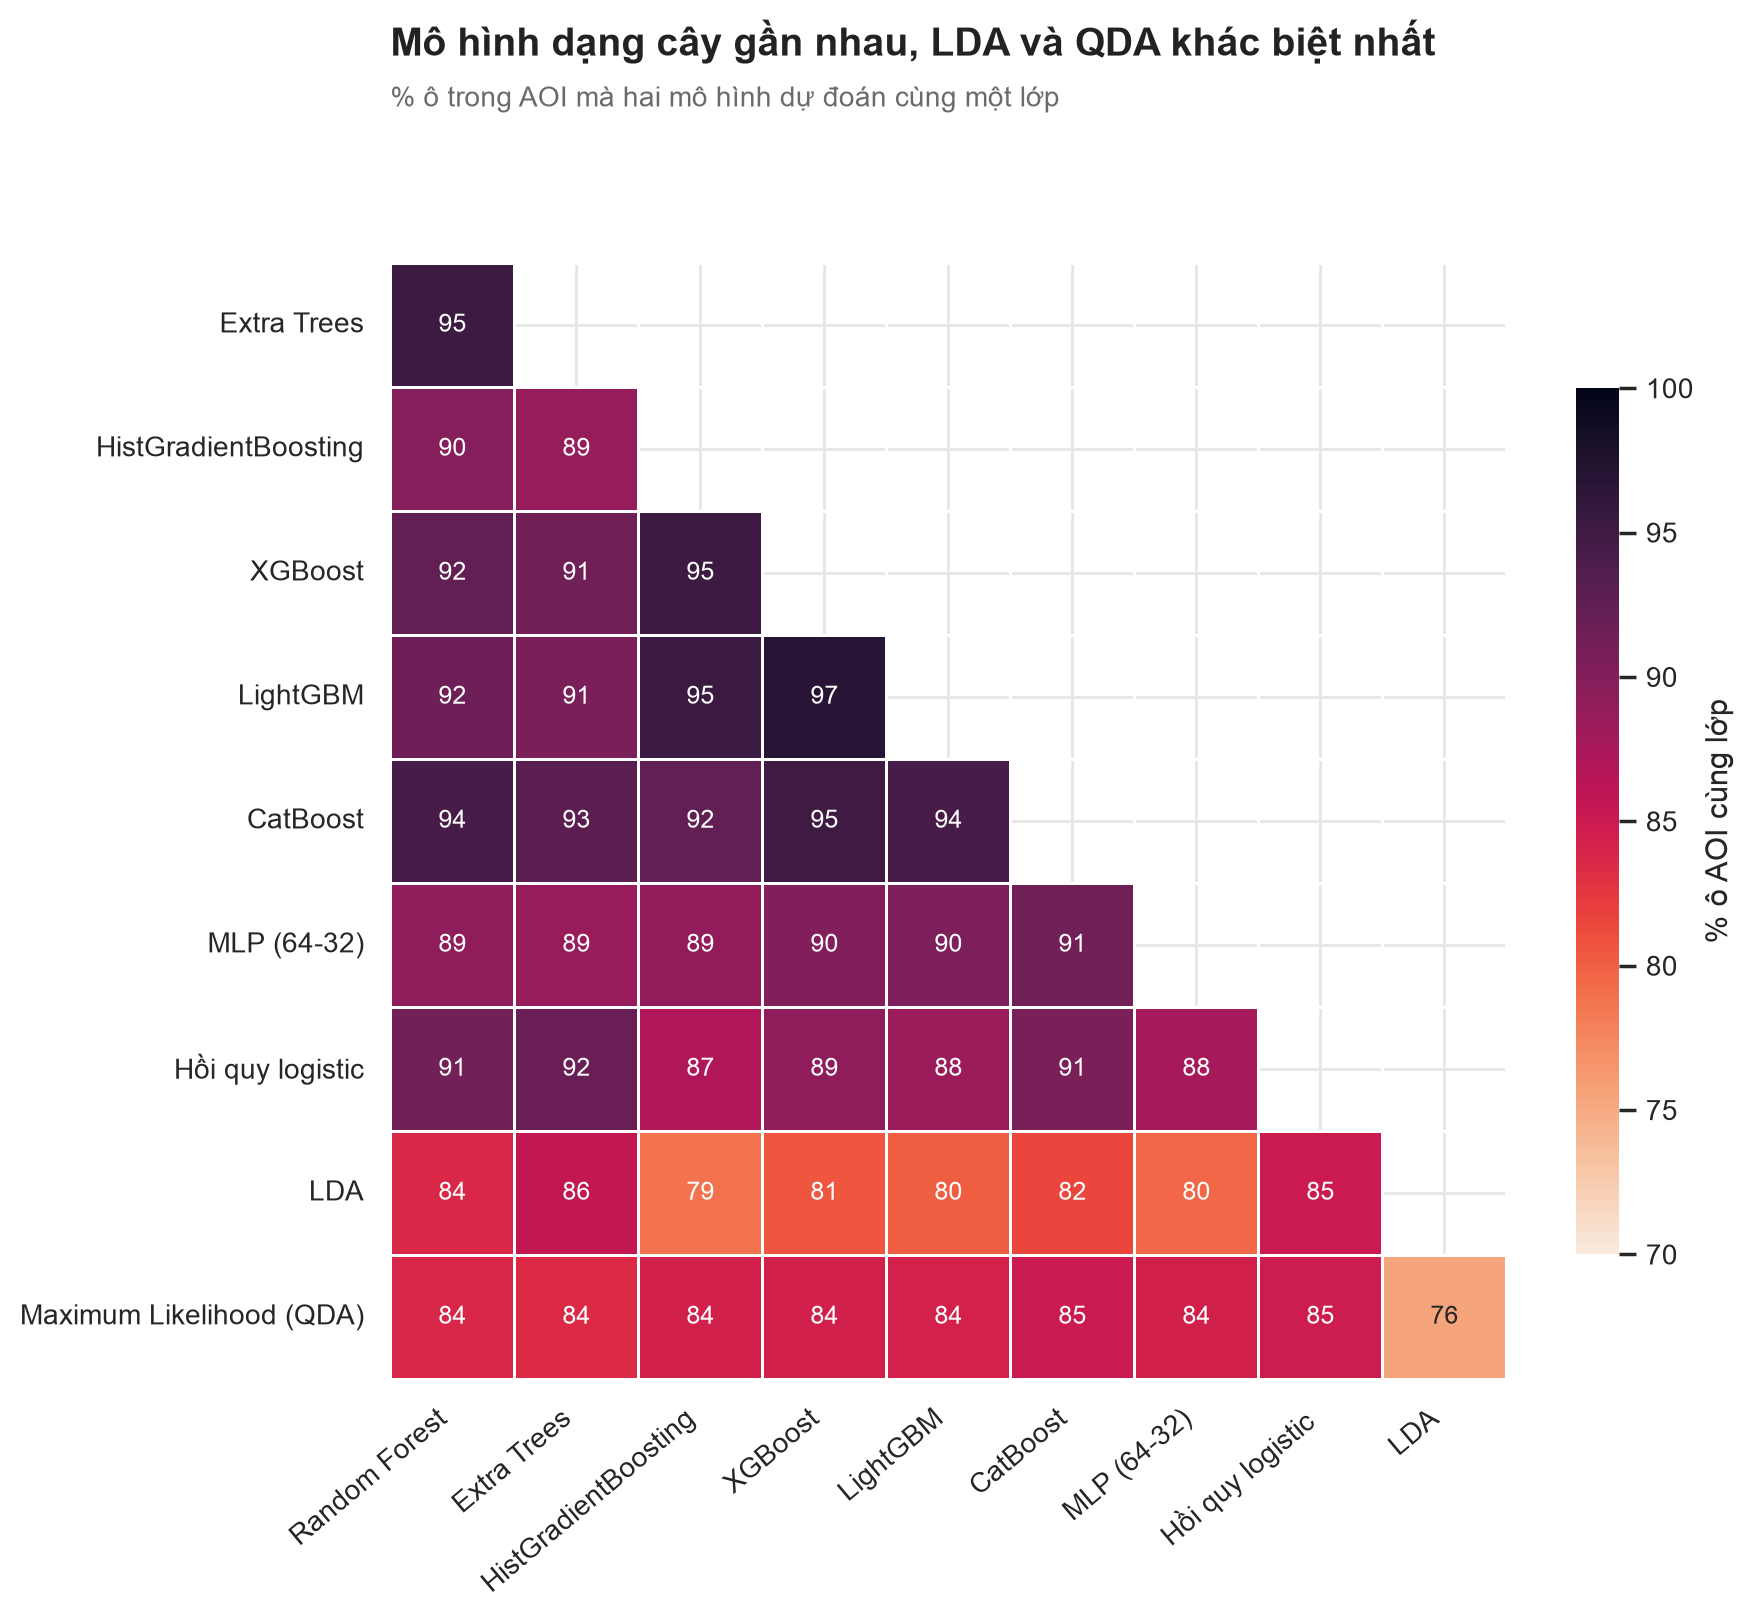 Mô hình dạng cây gần nhau, LDA và QDA khác biệt nhất
% ô trong AOI mà hai mô hình dự đoán cùng một lớp
Extra Trees 95
HistGradientBoosting 90 89
XGBoost 92 91 95
LightGBM 92 91 95 97
CatBoost 94 93 92 95 94
MLP (64-32) 89 89 89 90 90 91
Hồi quy logistic 91 92 87 89 88 91 88
LDA 84 86 79 81 80 82 80 85
Maximum Likelihood (QDA) 84 84 84 84 84 85 84 85 76
Random Forest
Extra Trees
HistGradientBoosting
XGBoost
LightGBM
CatBoost
MLP (64-32)
Hồi quy logistic
LDA
100
95
90
85
80
75
70
% ô AOI cùng lớp